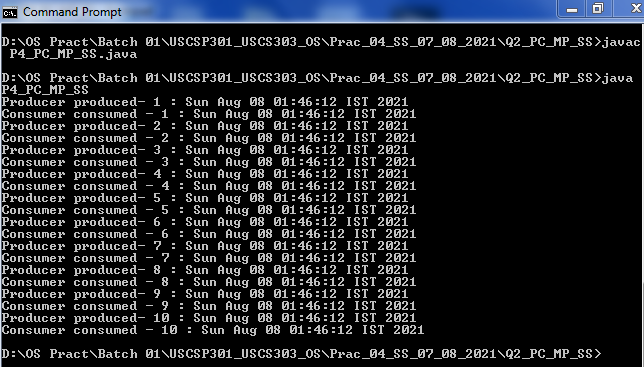 Command Prompt
D:\OS Pract\Batch 01\USCSP301_USCS303_OS\Prac_04_SS_07_08_2021\Q2_PC_MP_SS>javac
 P4_PC_MP_SS.java
D:\OS Pract\Batch 01\USCSP301_USCS303_OS\Prac_04_SS_07_08_2021\Q2_PC_MP_SS>java
P4_PC_MP_SS
Producer produced- 1 : Sun Aug 08 01:46:12 IST 2021
Consumer consumed - 1 : Sun Aug 08 01:46:12 IST 2021
Producer produced- 2 : Sun Aug 08 01:46:12 IST 2021
Consumer consumed - 2 : Sun Aug 08 01:46:12 IST 2021
Producer produced- 3 : Sun Aug 08 01:46:12 IST 2021
Consumer consumed - 3 : Sun Aug 08 01:46:12 IST 2021
Producer produced- 4 : Sun Aug 08 01:46:12 IST 2021
Consumer consumed - 4 : Sun Aug 08 01:46:12 IST 2021
Producer produced- 5 : Sun Aug 08 01:46:12 IST 2021
Consumer consumed - 5 : Sun Aug 08 01:46:12 IST 2021
Producer produced- 6 : Sun Aug 08 01:46:12 IST 2021
Consumer consumed - 6 : Sun Aug 08 01:46:12 IST 2021
Producer produced- 7 : Sun Aug 08 01:46:12 IST 2021
Consumer consumed - 7 : Sun Aug 08 01:46:12 IST 2021
Producer produced- 8 : Sun Aug 08 01:46:12 IST 2021
Consumer consumed - 8 : Sun Aug 08 01:46:12 IST 2021
Producer produced- 9 : Sun Aug 08 01:46:12 IST 2021
Consumer consumed - 9 : Sun Aug 08 01:46:12 IST 2021
Producer produced- 10 : Sun Aug 08 01:46:12 IST 2021
Consumer consumed - 10 : Sun Aug 08 01:46:12 IST 2021
D:\OS Pract\Batch 01\USCSP301_USCS303_OS\Prac_04_SS_07_08_2021\Q2_PC_MP_SS>